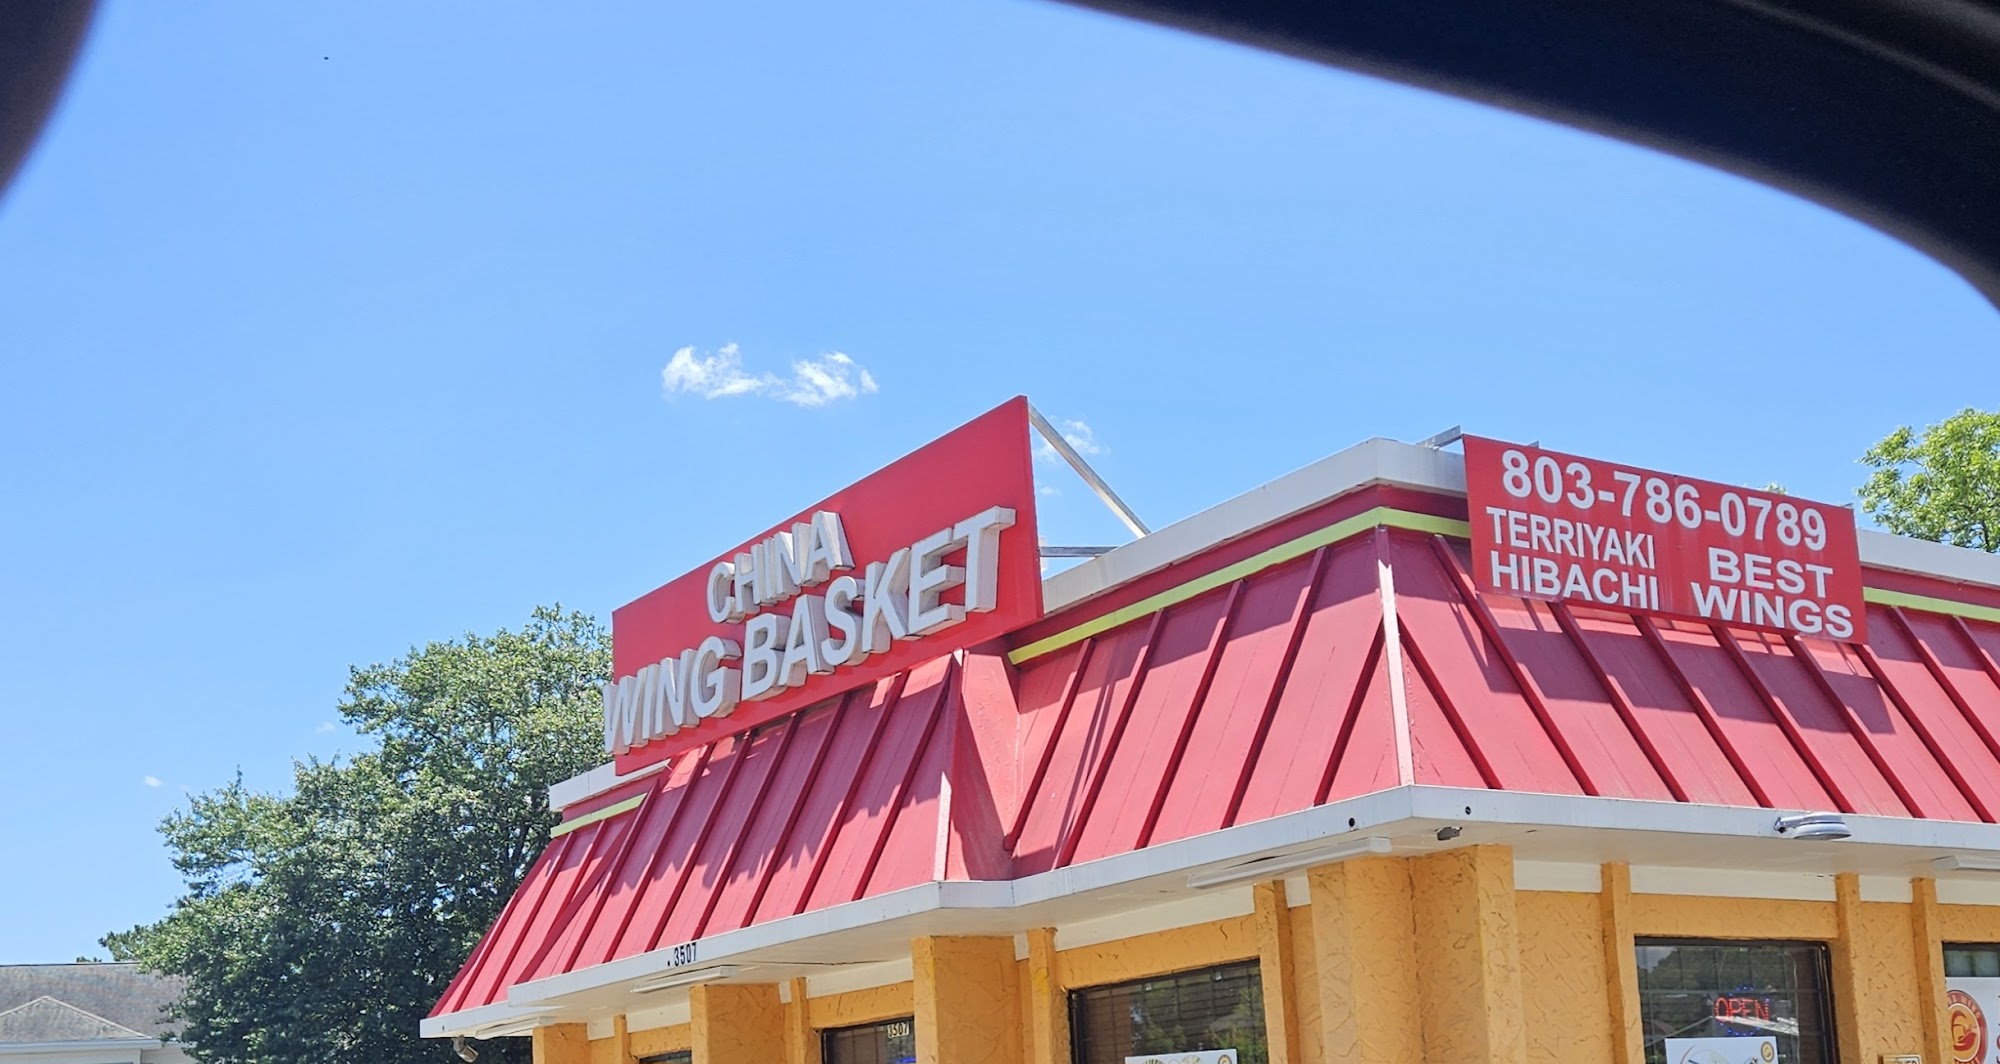 CHINA
WING BASKET
803-786-0789
TERRIYAKI
HIBACHI
BEST
WINGS
3507
3507
OPEN